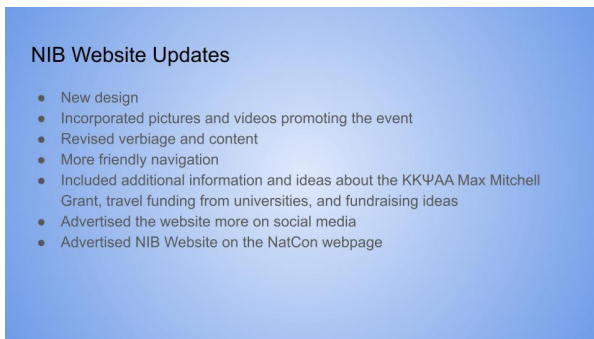 NIB Website Updates
● New design
● Incorporated pictures and videos promoting the event
● Revised verbiage and content
● More friendly navigation
● Included additional information and ideas about the KKΨAA Max Mitchell
Grant, travel funding from universities, and fundraising ideas
● Advertised the website more on social media
● Advertised NIB Website on the NatCon webpage